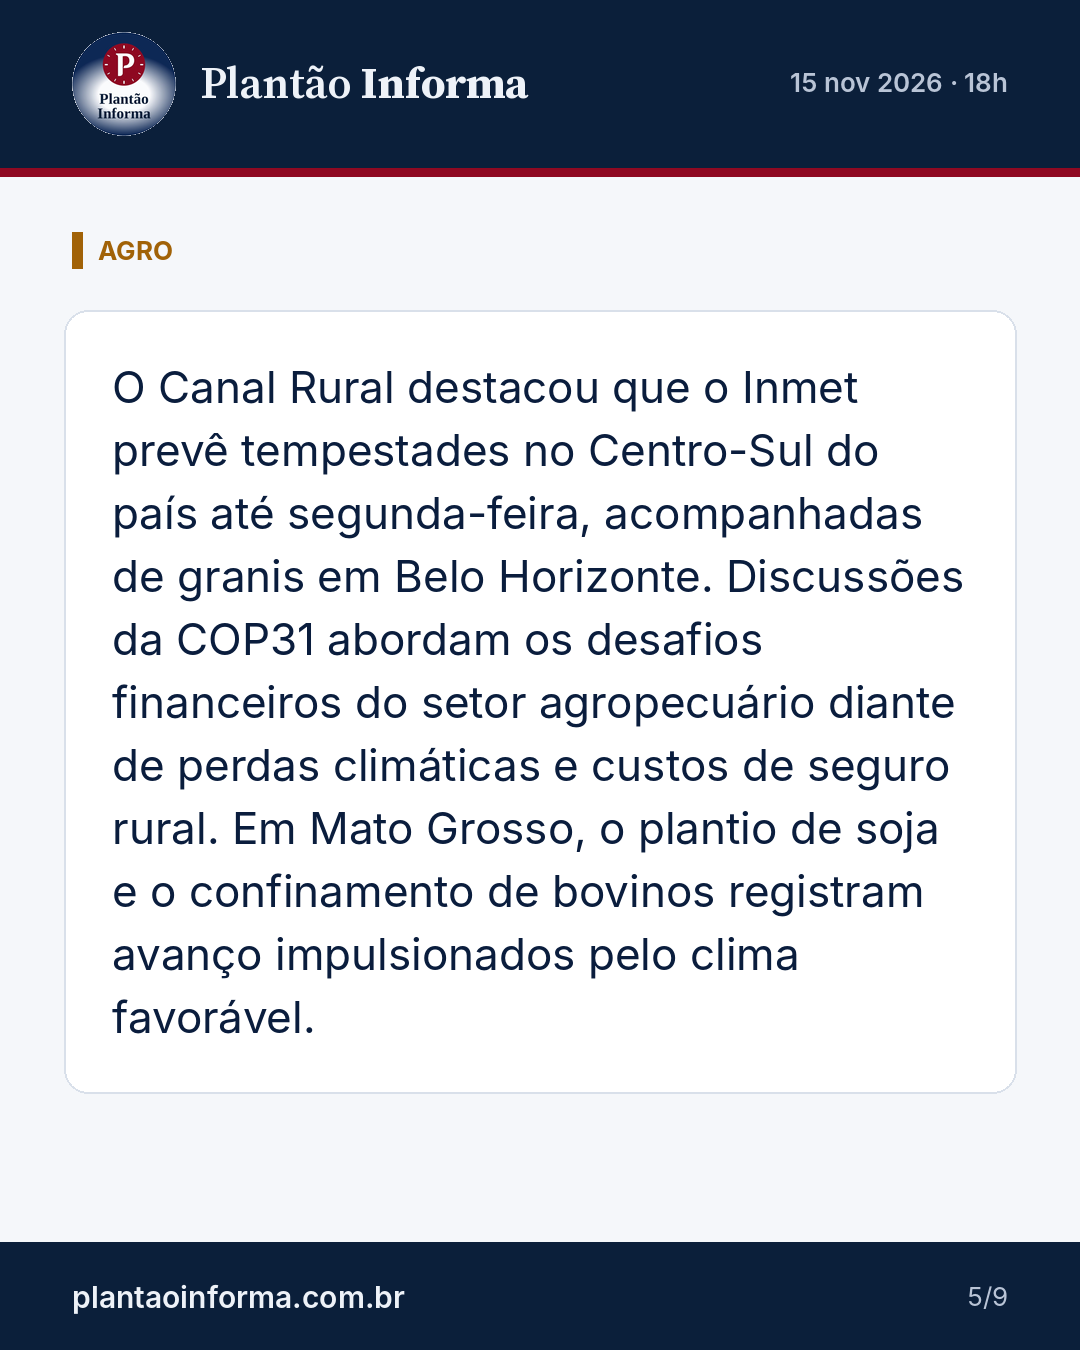 P
Plantão
Informa
Plantão Informa
15 nov 2026 · 18h
AGRO
O Canal Rural destacou que o Inmet
prevê tempestades no Centro-Sul do
país até segunda-feira, acompanhadas
de granis em Belo Horizonte. Discussões
da COP31 abordam os desafios
financeiros do setor agropecuário diante
de perdas climáticas e custos de seguro
rural. Em Mato Grosso, o plantio de soja
e o confinamento de bovinos registram
avanço impulsionados pelo clima
favorável.
plantaoinforma.com.br
5/9